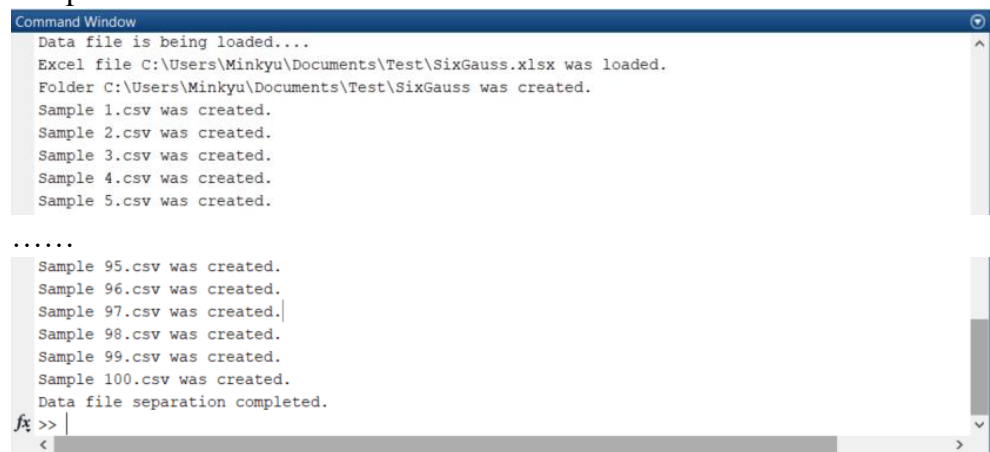 Command Window
Data file is being loaded....
Excel file C:\Users\Minkyu\Documents\Test\SixGauss.xlsx was loaded.
Folder C:\Users\Minkyu\Documents\Test\SixGauss was created.
Sample 1.csv was created.
Sample 2.csv was created.
Sample 3.csv was created.
Sample 4.csv was created.
Sample 5.csv was created.
……
Sample 95.csv was created.
Sample 96.csv was created.
Sample 97.csv was created.
Sample 98.csv was created.
Sample 99.csv was created.
Sample 100.csv was created.
Data file separation completed.
fx >>